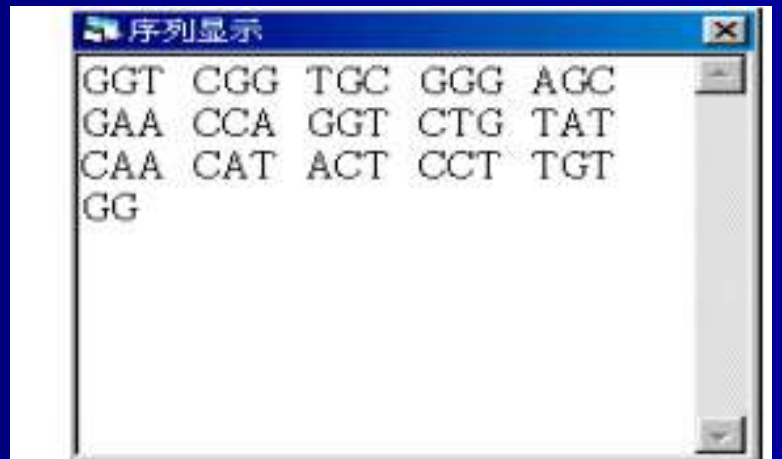 序列显示
GGT CGG TGC GGG AGC
GAA CCA GGT CTG TAT
CAA CAT ACT CCT TGT
GG